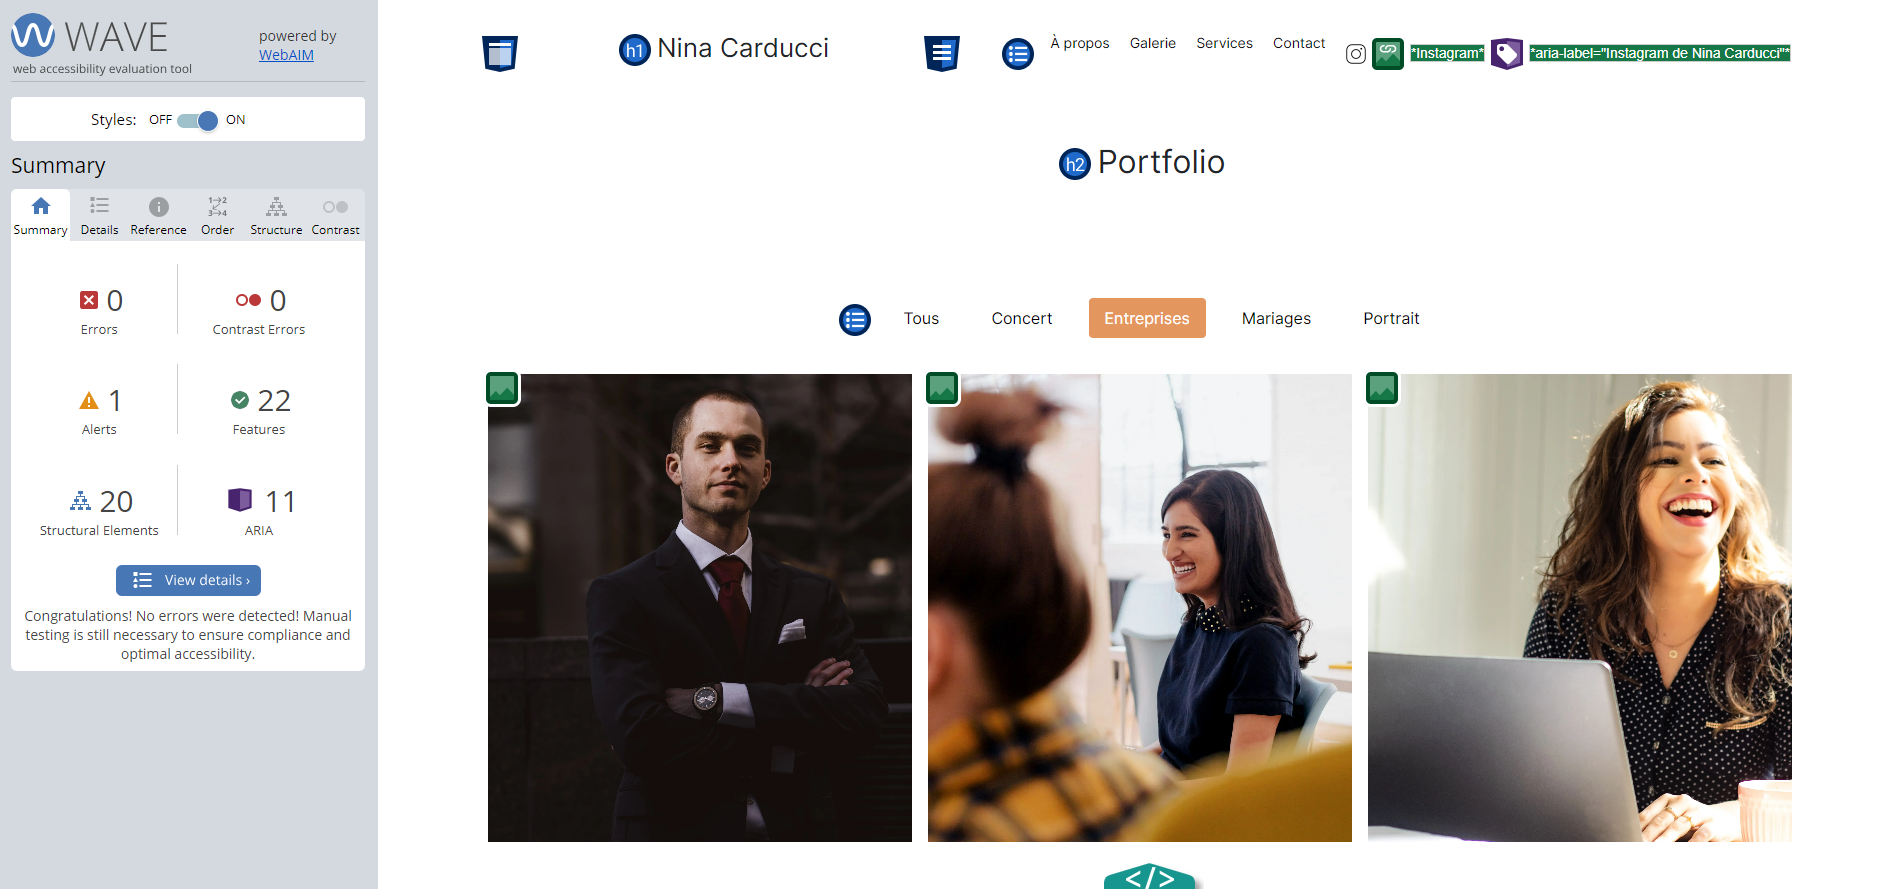 WAVE
powered by
WebAIM
web accessibility evaluation tool
Styles: OFF ON
Summary
Summary Details Reference Order Structure Contrast
0
Errors
0
Contrast Errors
1
Alerts
22
Features
20
Structural Elements
11
ARIA
View details ›
Congratulations! No errors were detected! Manual
testing is still necessary to ensure compliance and
optimal accessibility.
h1 Nina Carducci
À propos Galerie Services Contact
*Instagram* *aria-label="Instagram de Nina Carducci"*
h2 Portfolio
Tous Concert Entreprises Mariages Portrait
</>